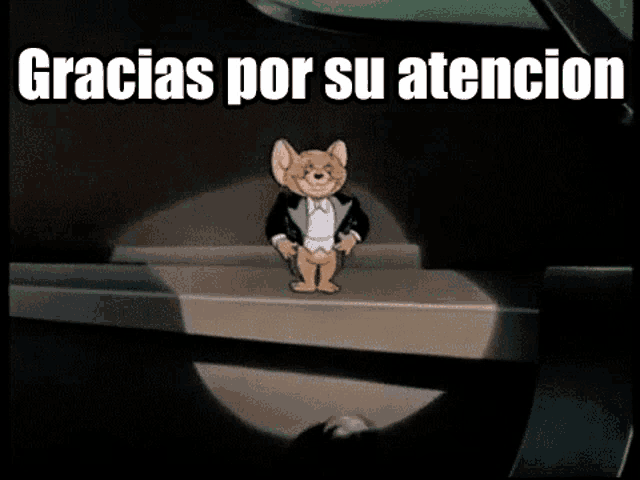 Gracias por su atencion